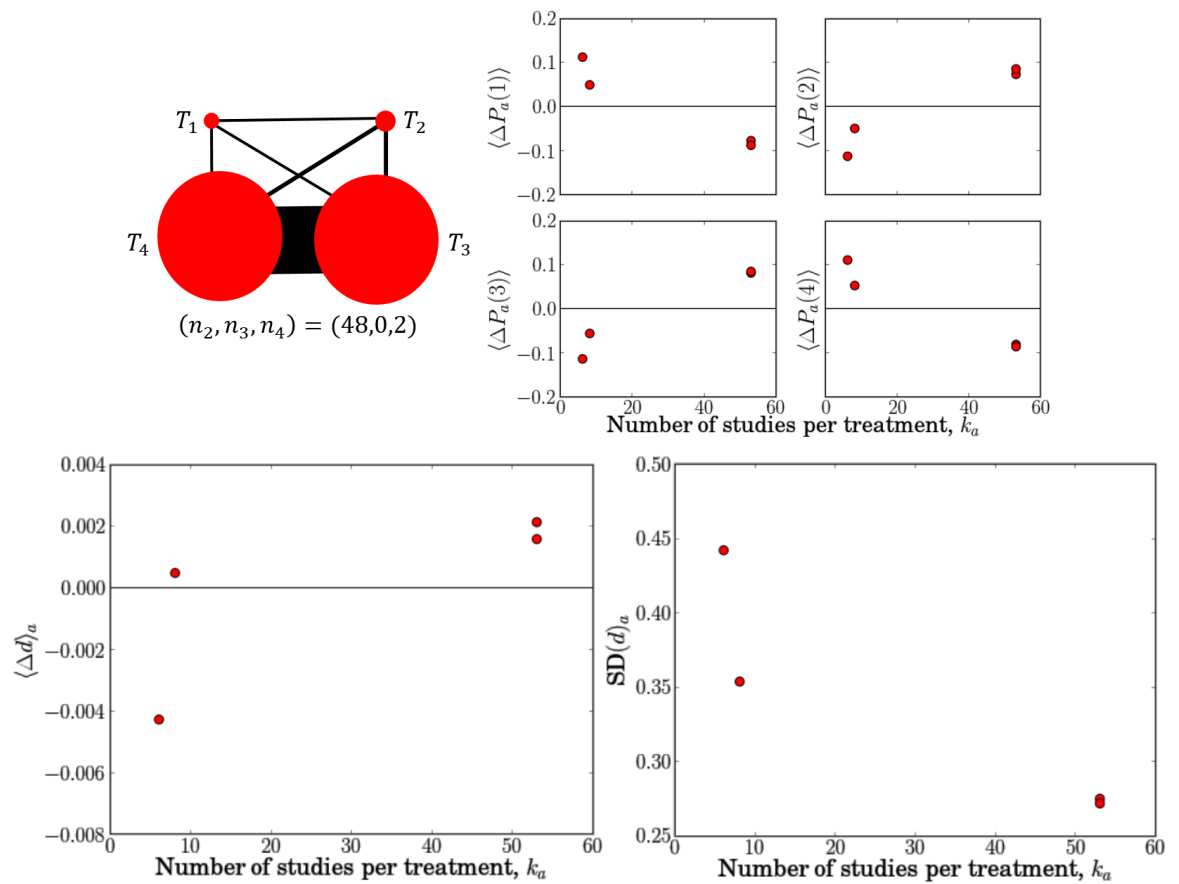 T₁
T₂
T₄
T₃
(n₂, n₃, n₄) = (48,0,2)
⟨ΔPₐ(1)⟩
0.2
0.1
0.0
−0.1
−0.2
⟨ΔPₐ(2)⟩
⟨ΔPₐ(3)⟩
0.2
0.1
0.0
−0.1
−0.2
0 20 40 60
⟨ΔPₐ(4)⟩
0 20 40 60
Number of studies per treatment, kₐ
⟨Δd⟩ₐ
0.004
0.002
0.000
−0.002
−0.004
−0.006
−0.008
0 10 20 30 40 50 60
Number of studies per treatment, kₐ
SD(d)ₐ
0.50
0.45
0.40
0.35
0.30
0.25
0 10 20 30 40 50 60
Number of studies per treatment, kₐ